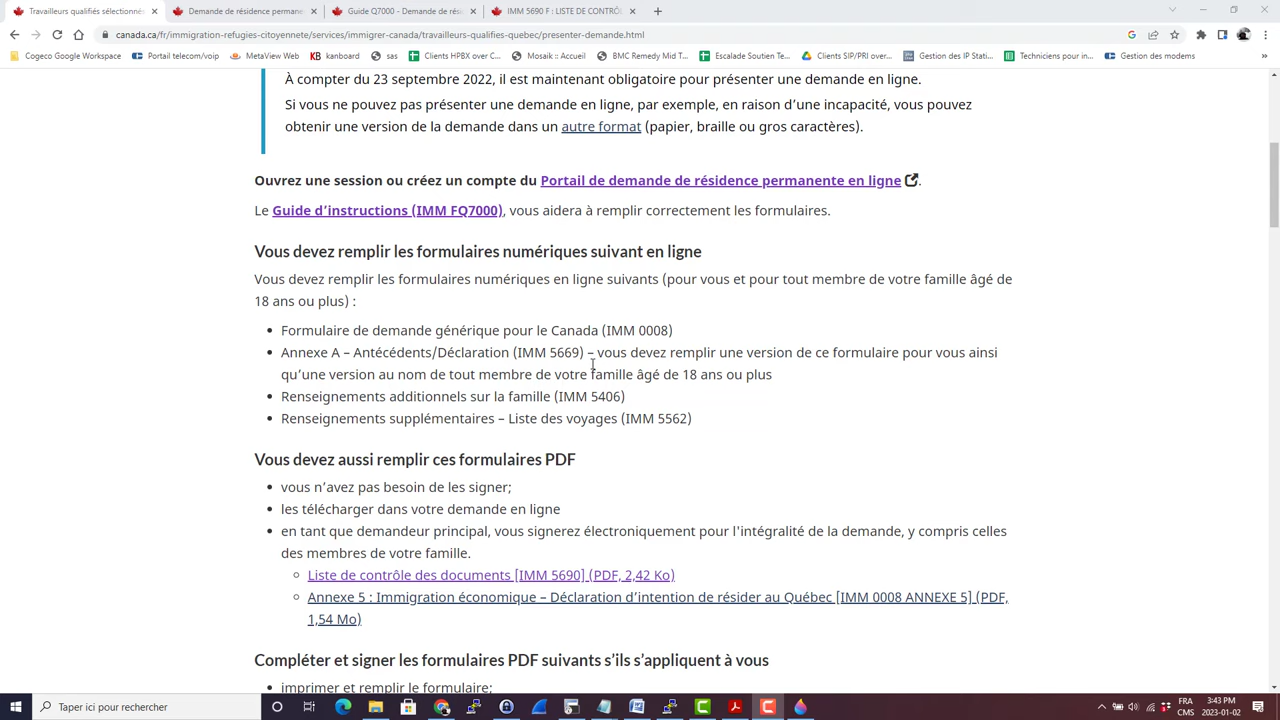 Travailleurs qualifiés sélectionné
Demande de résidence permane
Guide Q7000 - Demande de rés
IMM 5690 F : LISTE DE CONTRÔ
canada.ca/fr/immigration-refugies-citoyennete/services/immigrer-canada/travailleurs-qualifies-quebec/presenter-demande.html
Cogeco Networkspace
Portail telecom/voip
MetaView Web
KB kanboard
sas
Clients HPBX over C...
Mosaik :: Accueil
BMC Remedy Mid T...
Escalade Soutien Te...
Clients SIP/PRI over...
Gestion des IP Stati...
Techniciens pour in...
Gestion des modems
»
À compter du 23 septembre 2022, il est maintenant obligatoire pour présenter une demande en ligne.
Si vous ne pouvez pas présenter une demande en ligne, par exemple, en raison d’une incapacité, vous pouvez
obtenir une version de la demande dans un autre format (papier, braille ou gros caractères).
Ouvrez une session ou créez un compte du Portail de demande de résidence permanente en ligne.
Le Guide d’instructions (IMM FQ7000), vous aidera à remplir correctement les formulaires.
Vous devez remplir les formulaires numériques suivant en ligne
Vous devez remplir les formulaires numériques en ligne suivants (pour vous et pour tout membre de votre famille âgé de
18 ans ou plus) :
• Formulaire de demande générique pour le Canada (IMM 0008)
• Annexe A – Antécédents/Déclaration (IMM 5669) – vous devez remplir une version de ce formulaire pour vous ainsi
qu’une version au nom de tout membre de votre famille âgé de 18 ans ou plus
• Renseignements additionnels sur la famille (IMM 5406)
• Renseignements supplémentaires – Liste des voyages (IMM 5562)
Vous devez aussi remplir ces formulaires PDF
• vous n’avez pas besoin de les signer;
• les télécharger dans votre demande en ligne
• en tant que demandeur principal, vous signerez électroniquement pour l'intégralité de la demande, y compris celles
des membres de votre famille.
○ Liste de contrôle des documents [IMM 5690] (PDF, 2,42 Ko)
○ Annexe 5 : Immigration économique – Déclaration d’intention de résider au Québec [IMM 0008 ANNEXE 5] (PDF,
1,54 Mo)
Compléter et signer les formulaires PDF suivants s’ils s’appliquent à vous
• imprimer et remplir le formulaire;
Taper ici pour rechercher
FRA
CMS
3:43 PM
2023-01-02